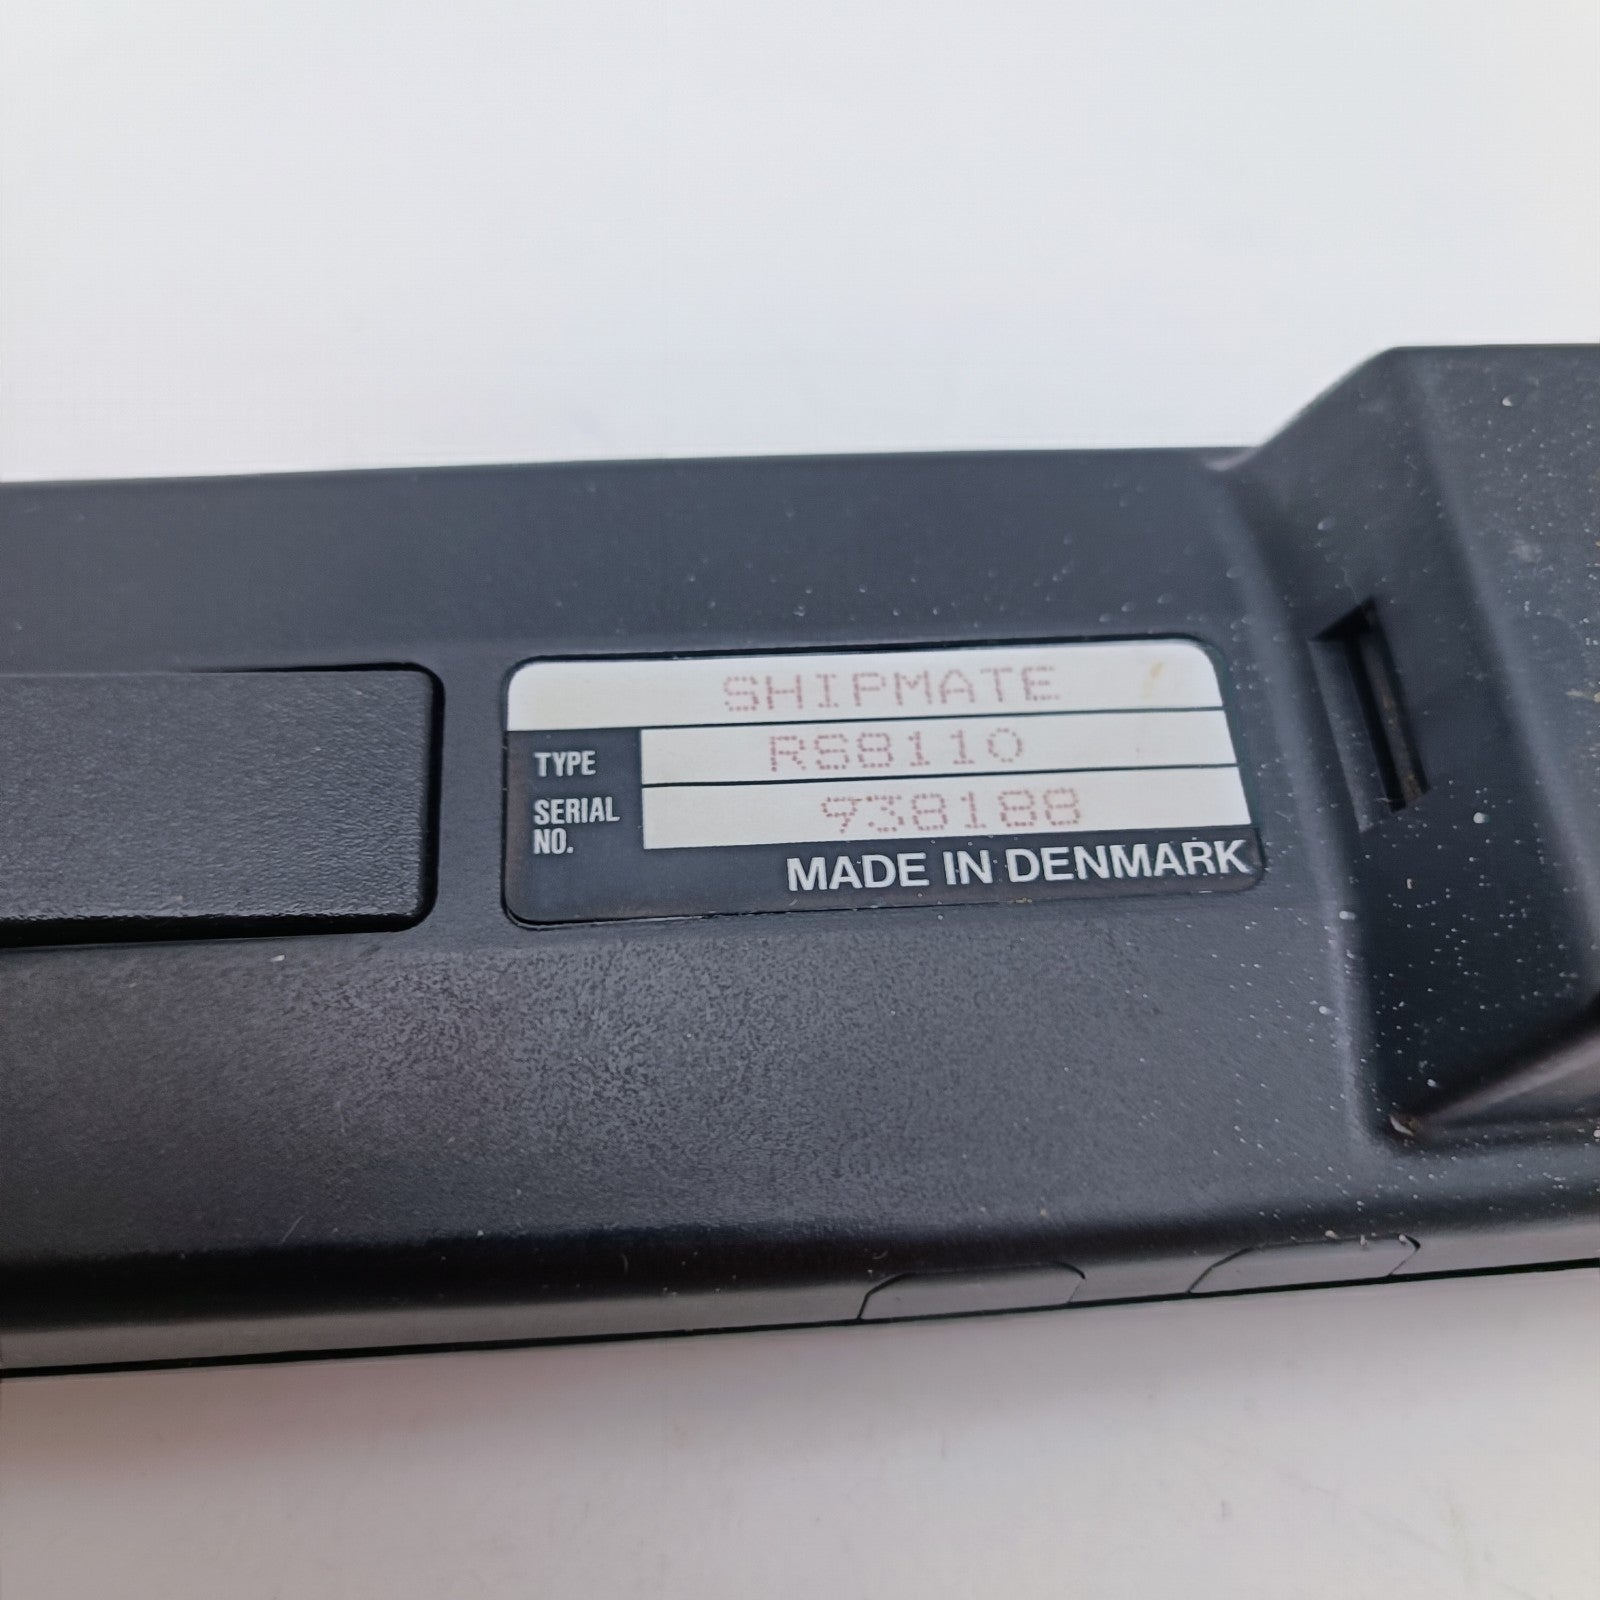 SHIPMATE
TYPE RS8110
SERIAL NO. 938188
MADE IN DENMARK